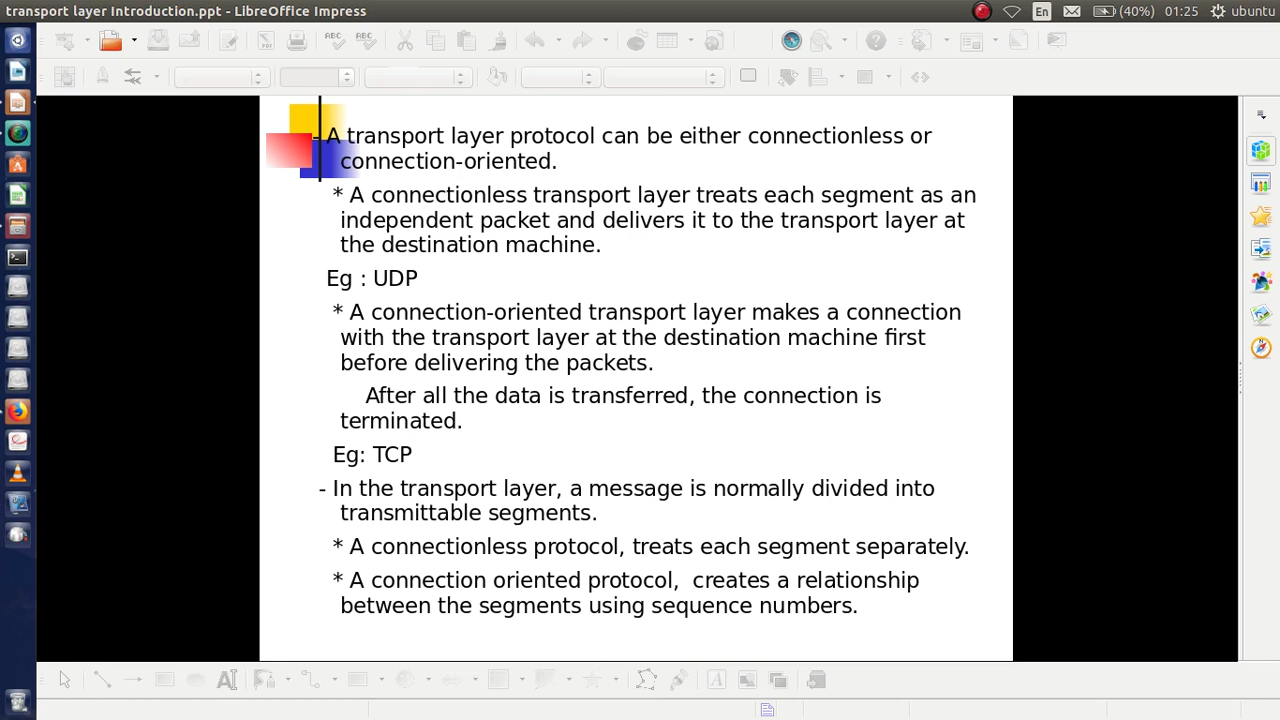 transport layer Introduction.ppt - LibreOffice Impress
En
(40%)
01:25
ubuntu
ABC
ABC
- A transport layer protocol can be either connectionless or
connection-oriented.
* A connectionless transport layer treats each segment as an
independent packet and delivers it to the transport layer at
the destination machine.
Eg : UDP
* A connection-oriented transport layer makes a connection
with the transport layer at the destination machine first
before delivering the packets.
After all the data is transferred, the connection is
terminated.
Eg: TCP
- In the transport layer, a message is normally divided into
transmittable segments.
* A connectionless protocol, treats each segment separately.
* A connection oriented protocol,  creates a relationship
between the segments using sequence numbers.